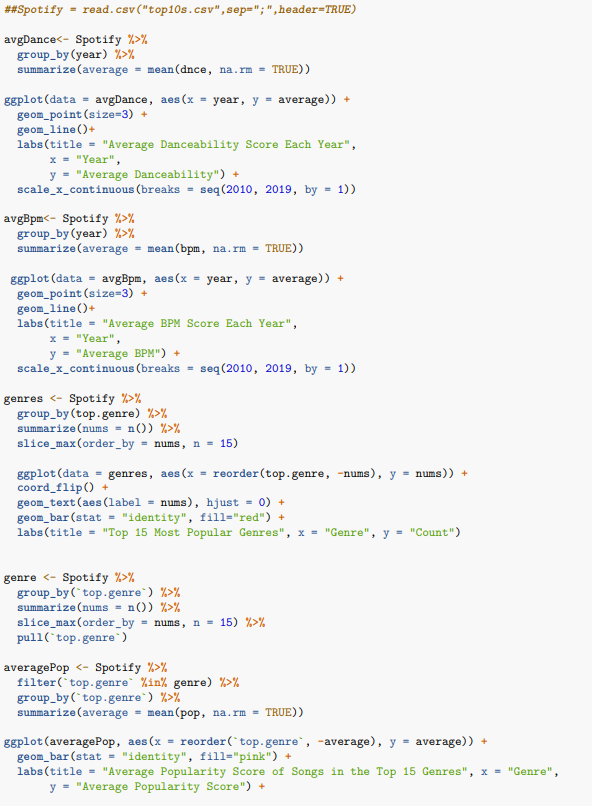 ##Spotify = read.csv("top10s.csv",sep=";",header=TRUE)
avgDance<- Spotify %>%
  group_by(year) %>%
  summarize(average = mean(dnce, na.rm = TRUE))
ggplot(data = avgDance, aes(x = year, y = average)) +
  geom_point(size=3) +
  geom_line()+
  labs(title = "Average Danceability Score Each Year",
       x = "Year",
       y = "Average Danceability") +
  scale_x_continuous(breaks = seq(2010, 2019, by = 1))
avgBpm<- Spotify %>%
  group_by(year) %>%
  summarize(average = mean(bpm, na.rm = TRUE))
 ggplot(data = avgBpm, aes(x = year, y = average)) +
  geom_point(size=3) +
  geom_line()+
  labs(title = "Average BPM Score Each Year",
       x = "Year",
       y = "Average BPM") +
  scale_x_continuous(breaks = seq(2010, 2019, by = 1))
genres <- Spotify %>%
  group_by(top.genre) %>%
  summarize(nums = n()) %>%
  slice_max(order_by = nums, n = 15)
  ggplot(data = genres, aes(x = reorder(top.genre, -nums), y = nums)) +
  coord_flip() +
  geom_text(aes(label = nums), hjust = 0) +
  geom_bar(stat = "identity", fill="red") +
  labs(title = "Top 15 Most Popular Genres", x = "Genre", y = "Count")
genre <- Spotify %>%
  group_by(`top.genre`) %>%
  summarize(nums = n()) %>%
  slice_max(order_by = nums, n = 15) %>%
  pull(`top.genre`)
averagePop <- Spotify %>%
  filter(`top.genre` %in% genre) %>%
  group_by(`top.genre`) %>%
  summarize(average = mean(pop, na.rm = TRUE))
ggplot(averagePop, aes(x = reorder(`top.genre`, -average), y = average)) +
  geom_bar(stat = "identity", fill="pink") +
  labs(title = "Average Popularity Score of Songs in the Top 15 Genres", x = "Genre",
       y = "Average Popularity Score") +